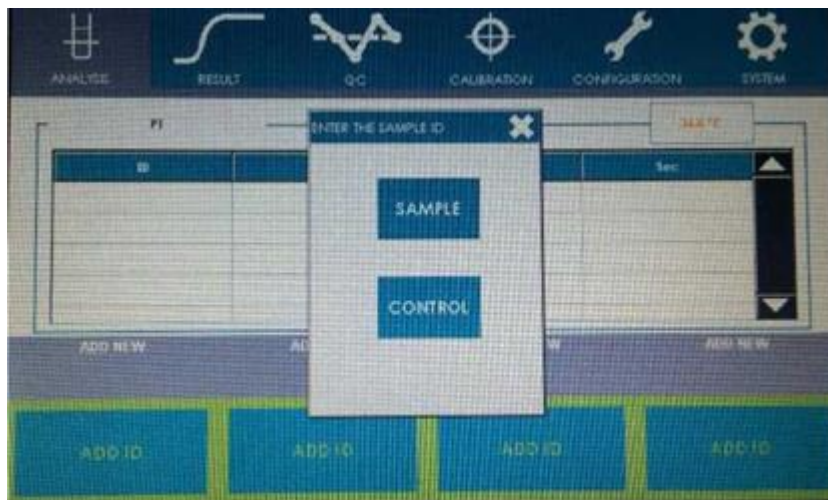 ANALYSIS RESULT QC CALIBRATION CONFIGURATION SYSTEM
PT
ENTER THE SAMPLE ID
ID Sec
SAMPLE
CONTROL
ADD NEW ADD NEW
ADD ID ADD ID ADD ID ADD ID